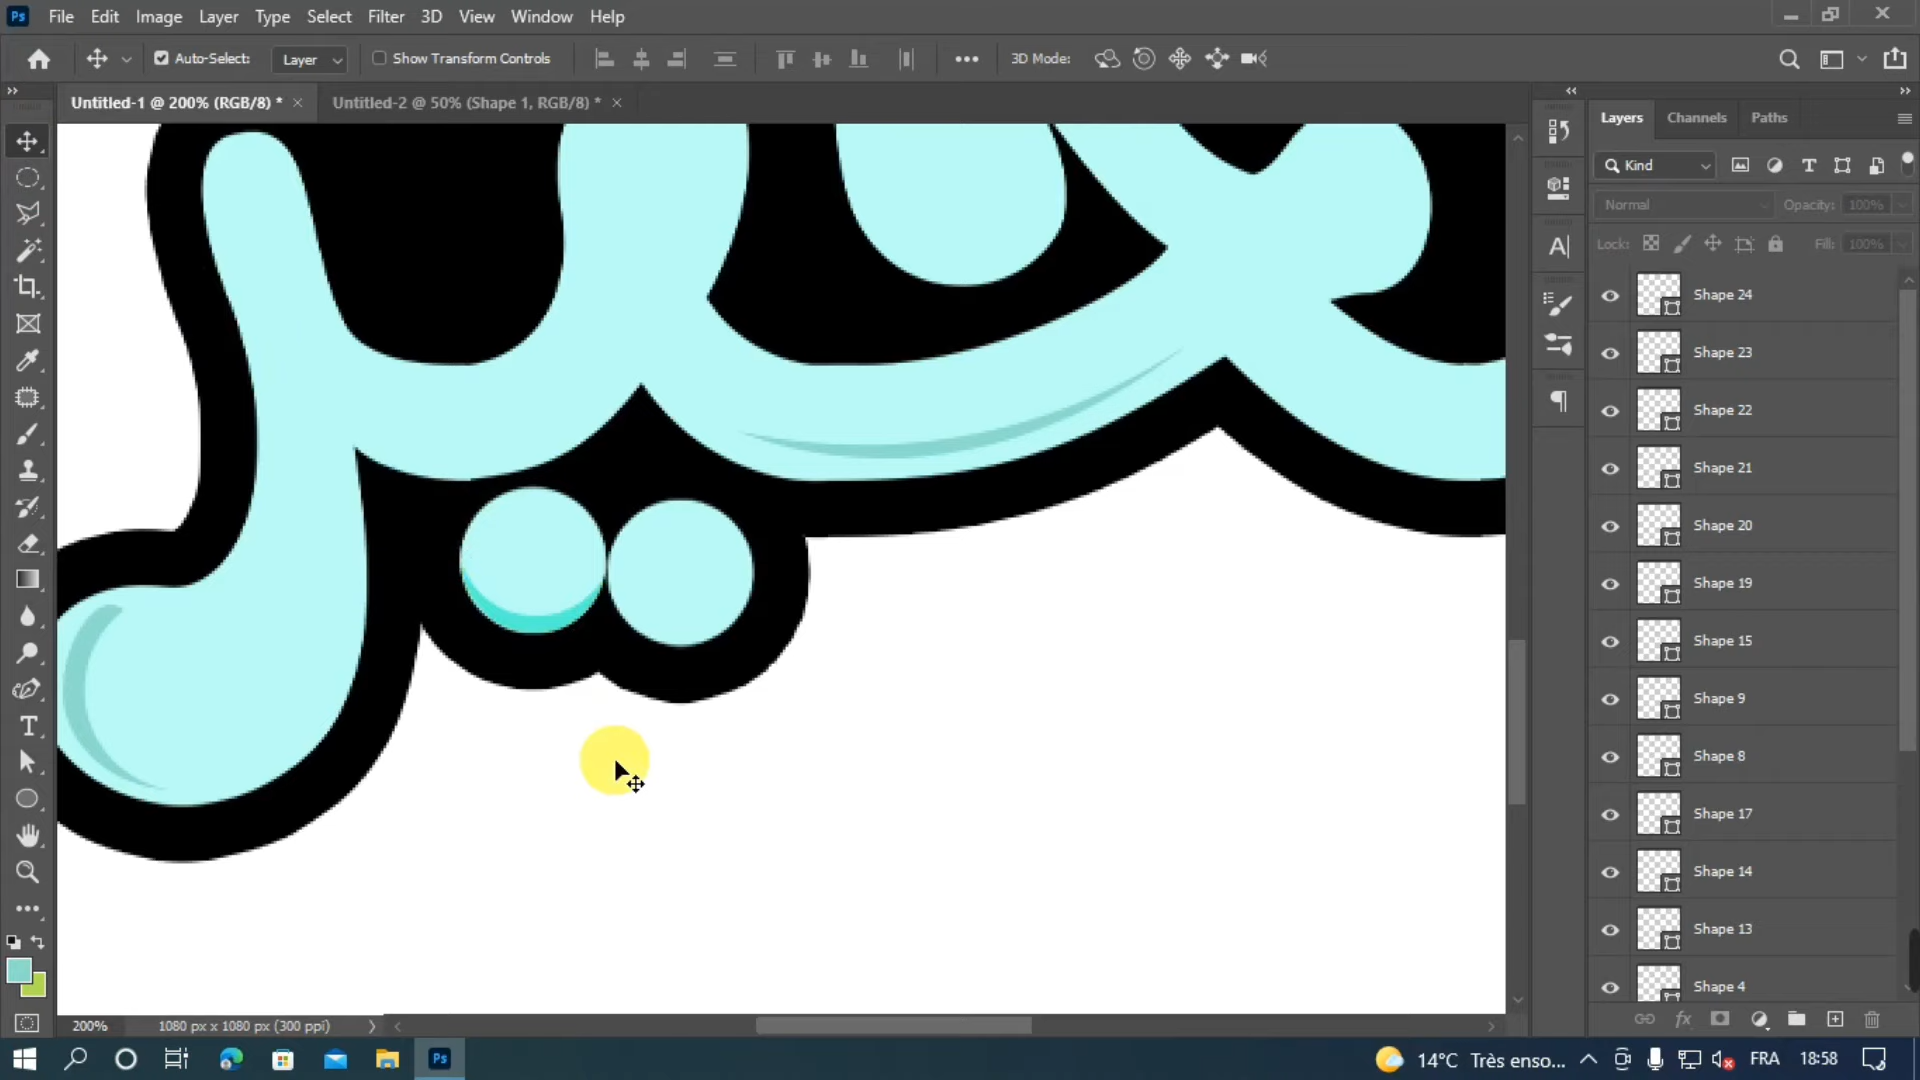 Ps File Edit Image Layer Type Select Filter 3D View Window Help
Auto-Select: Layer Show Transform Controls 3D Mode:
Untitled-1 @ 200% (RGB/8) * × Untitled-2 @ 50% (Shape 1, RGB/8) * ×
Layers Channels Paths
Kind
Normal Opacity: 100%
Lock: Fill: 100%
Shape 24
Shape 23
Shape 22
Shape 21
Shape 20
Shape 19
Shape 15
Shape 9
Shape 8
Shape 17
Shape 14
Shape 13
Shape 4
200% 1080 px x 1080 px (300 ppi)
Ps 14°C Très enso... FRA 18:58